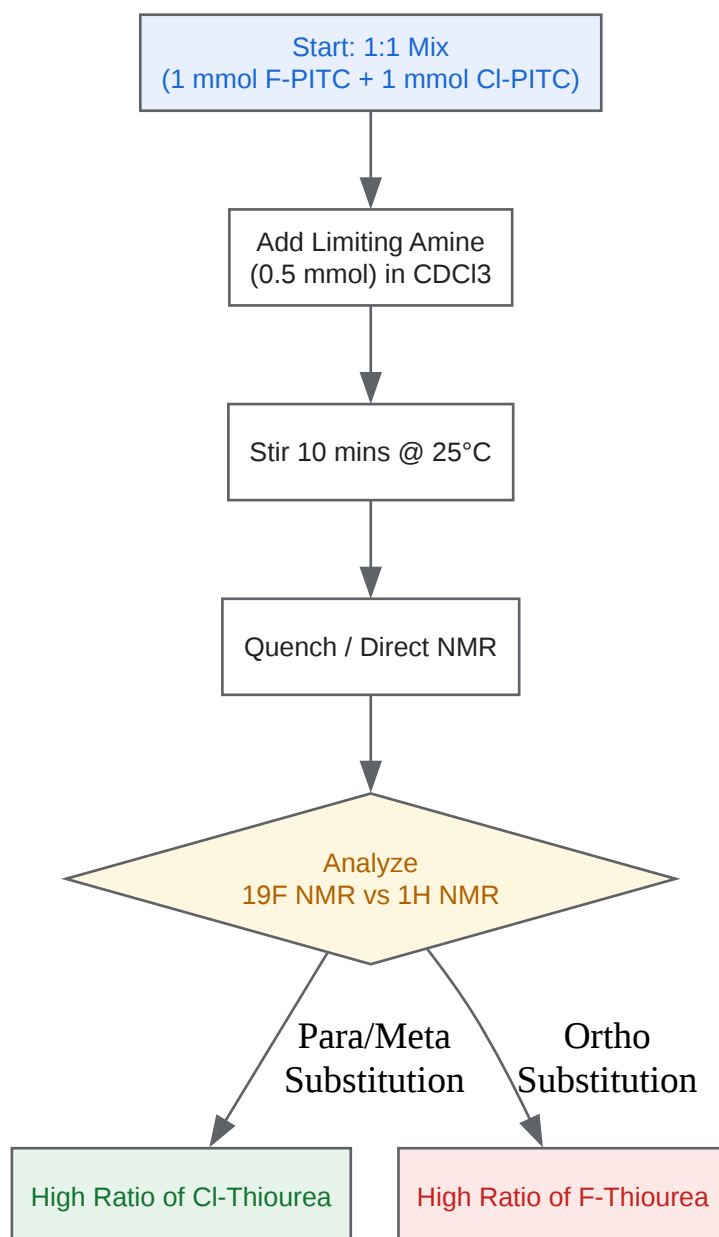 Start: 1:1 Mix
(1 mmol F-PITC + 1 mmol Cl-PITC)
Add Limiting Amine
(0.5 mmol) in CDCl3
Stir 10 mins @ 25°C
Quench / Direct NMR
Analyze
19F NMR vs 1H NMR
Para/Meta
Substitution
Ortho
Substitution
High Ratio of Cl-Thiourea
High Ratio of F-Thiourea